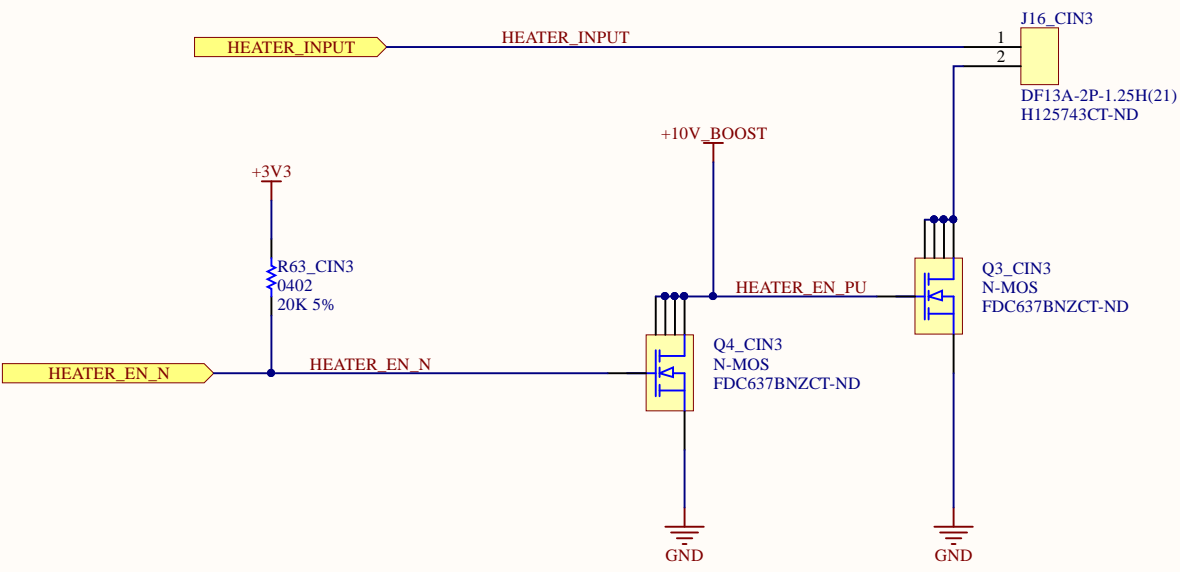 J16_CIN3
HEATER_INPUT
HEATER_INPUT
1
2
DF13A-2P-1.25H(21)
H125743CT-ND
+10V_BOOST
+3V3
R63_CIN3
0402
20K 5%
Q3_CIN3
N-MOS
FDC637BNZCT-ND
HEATER_EN_PU
Q4_CIN3
N-MOS
FDC637BNZCT-ND
HEATER_EN_N
HEATER_EN_N
GND
GND